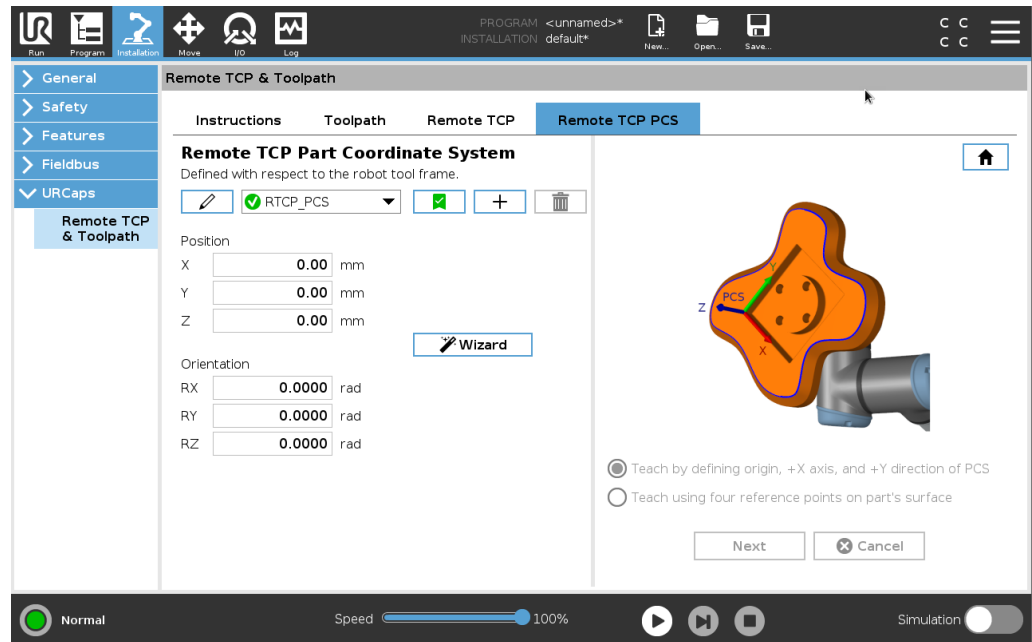 UR
Run
Program
Installation
Move
I/O
Log
PROGRAM <unnamed>*
INSTALLATION default*
New...
Open...
Save...
C C
C C
General
Safety
Features
Fieldbus
URCaps
Remote TCP
& Toolpath
Remote TCP & Toolpath
Instructions
Toolpath
Remote TCP
Remote TCP PCS
Remote TCP Part Coordinate System
Defined with respect to the robot tool frame.
RTCP_PCS
Position
X 0.00 mm
Y 0.00 mm
Z 0.00 mm
Wizard
Orientation
RX 0.0000 rad
RY 0.0000 rad
RZ 0.0000 rad
Y
PCS
Z
X
Teach by defining origin, +X axis, and +Y direction of PCS
Teach using four reference points on part's surface
Next
Cancel
Normal
Speed
100%
Simulation